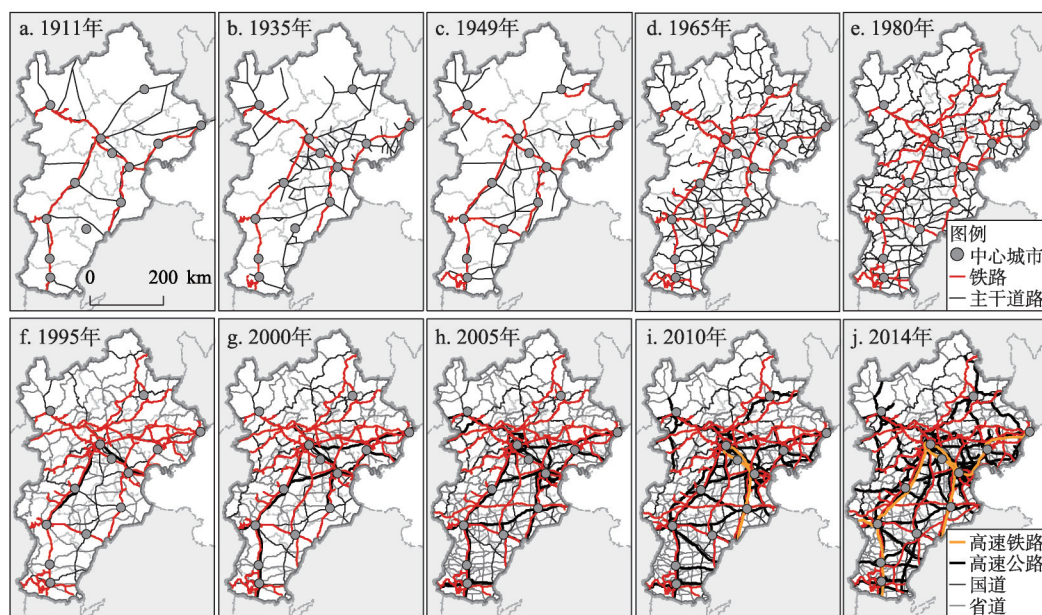 a. 1911年
b. 1935年
c. 1949年
d. 1965年
e. 1980年
0 200 km
图例
中心城市
铁路
主干道路
f. 1995年
g. 2000年
h. 2005年
i. 2010年
j. 2014年
高速铁路
高速公路
国道
省道